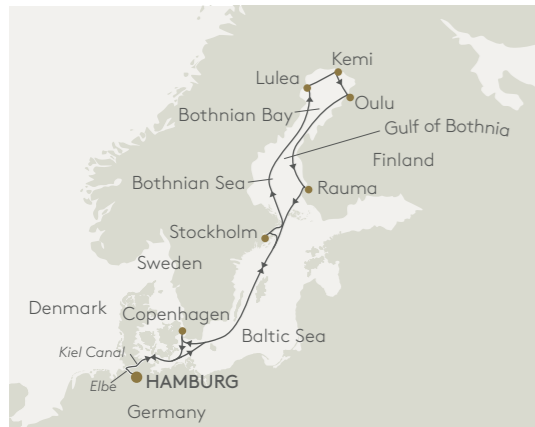 Kemi
Lulea
Oulu
Bothnian Bay
Gulf of Bothnia
Finland
Bothnian Sea
Rauma
Stockholm
Sweden
Denmark
Copenhagen
Baltic Sea
Kiel Canal
Elbe
HAMBURG
Germany